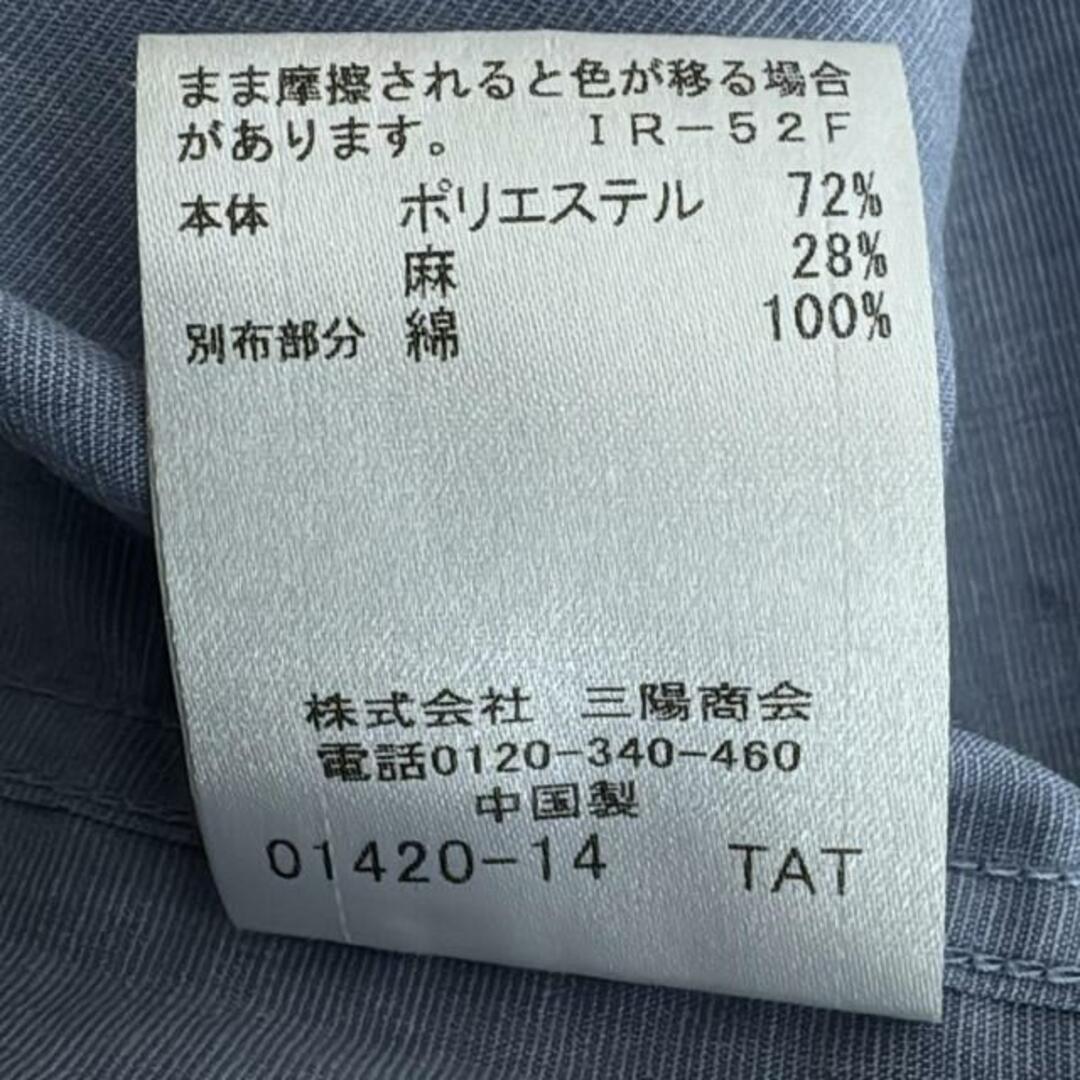 まま摩擦されると色が移る場合
があります。 IR-52F
本体 ポリエステル 72%
麻 28%
別布部分 綿 100%
株式会社 三陽商会
電話0120-340-460
中国製
01420-14 TAT